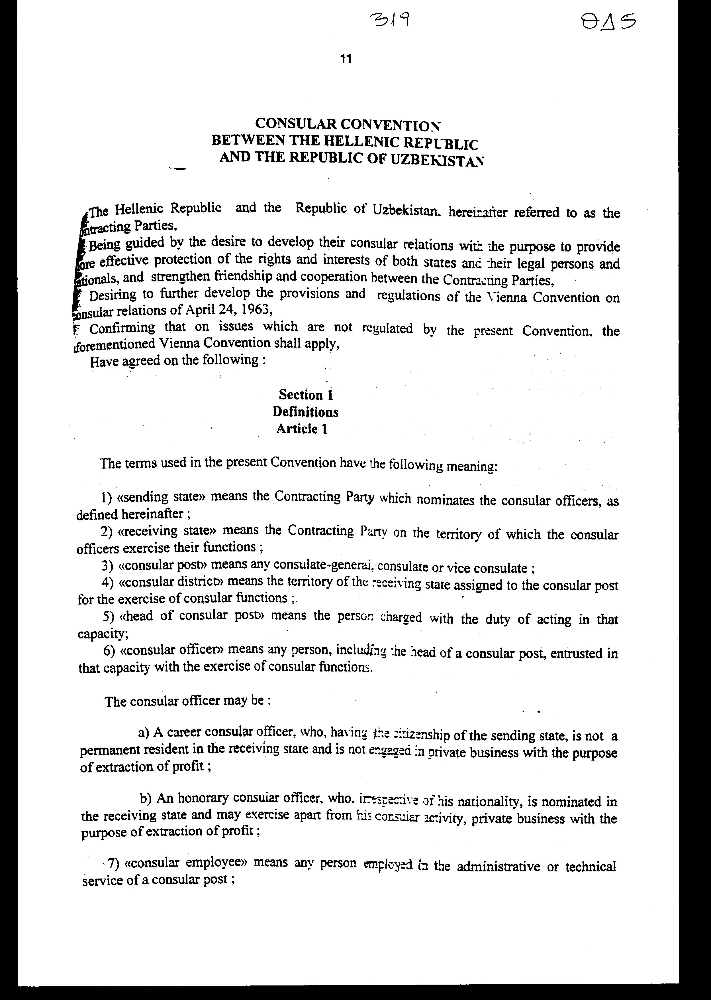 319
11
CONSULAR CONVENTION
BETWEEN THE HELLENIC REPUBLIC
AND THE REPUBLIC OF UZBEKISTAN
The Hellenic Republic and the Republic of Uzbekistan. hereinafter referred to as the
ontracting Parties,
Being guided by the desire to develop their consular relations with the purpose to provide
ore effective protection of the rights and interests of both states and their legal persons and
ationals, and strengthen friendship and cooperation between the Contracting Parties,
Desiring to further develop the provisions and regulations of the Vienna Convention on
onsular relations of April 24, 1963,
Confirming that on issues which are not regulated by the present Convention, the
forementioned Vienna Convention shall apply,
Have agreed on the following :
Section 1
Definitions
Article 1
The terms used in the present Convention have the following meaning:
1) «sending state» means the Contracting Party which nominates the consular officers, as
defined hereinafter ;
2) «receiving state» means the Contracting Party on the territory of which the consular
officers exercise their functions ;
3) «consular post» means any consulate-general, consulate or vice consulate ;
4) «consular district» means the territory of the receiving state assigned to the consular post
for the exercise of consular functions ;.
5) «head of consular post» means the person charged with the duty of acting in that
capacity;
6) «consular officer» means any person, including the head of a consular post, entrusted in
that capacity with the exercise of consular functions.
The consular officer may be :
a) A career consular officer, who, having the citizenship of the sending state, is not a
permanent resident in the receiving state and is not engaged in private business with the purpose
of extraction of profit ;
b) An honorary consular officer, who, irrespective of his nationality, is nominated in
the receiving state and may exercise apart from his consular activity, private business with the
purpose of extraction of profit ;
7) «consular employee» means any person employed in the administrative or technical
service of a consular post ;